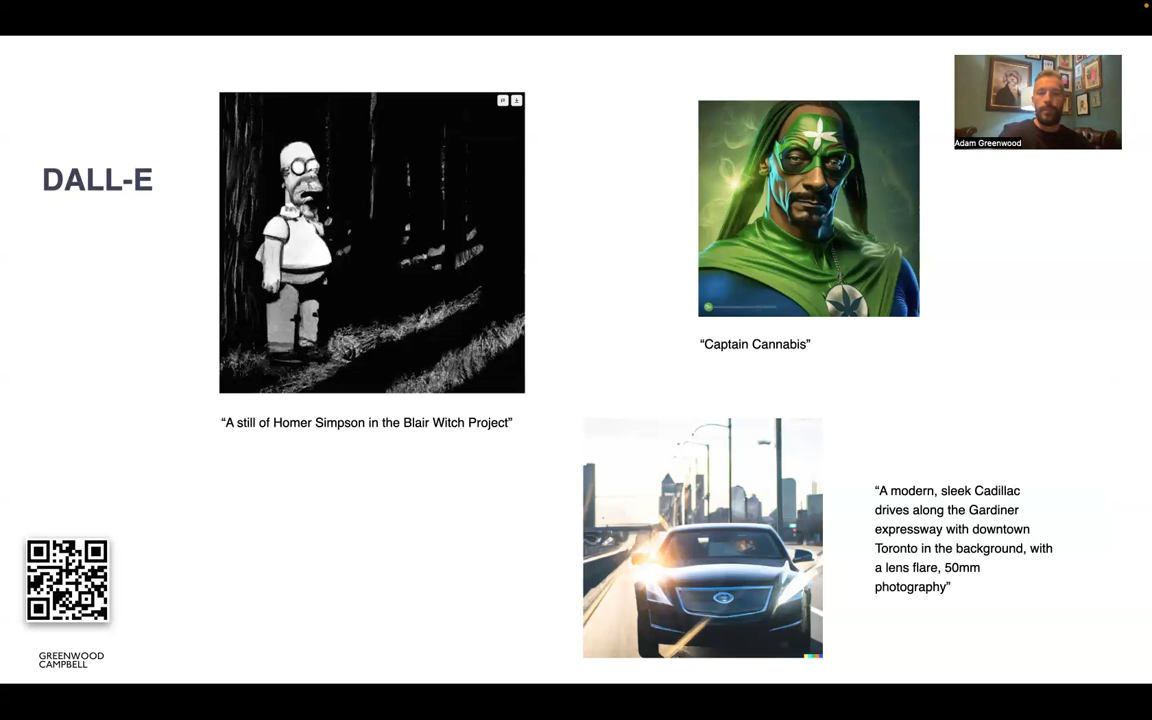 DALL-E
Adam Greenwood
“Captain Cannabis”
“A still of Homer Simpson in the Blair Witch Project”
“A modern, sleek Cadillac
drives along the Gardiner
expressway with downtown
Toronto in the background, with
a lens flare, 50mm
photography”
GREENWOOD
CAMPBELL